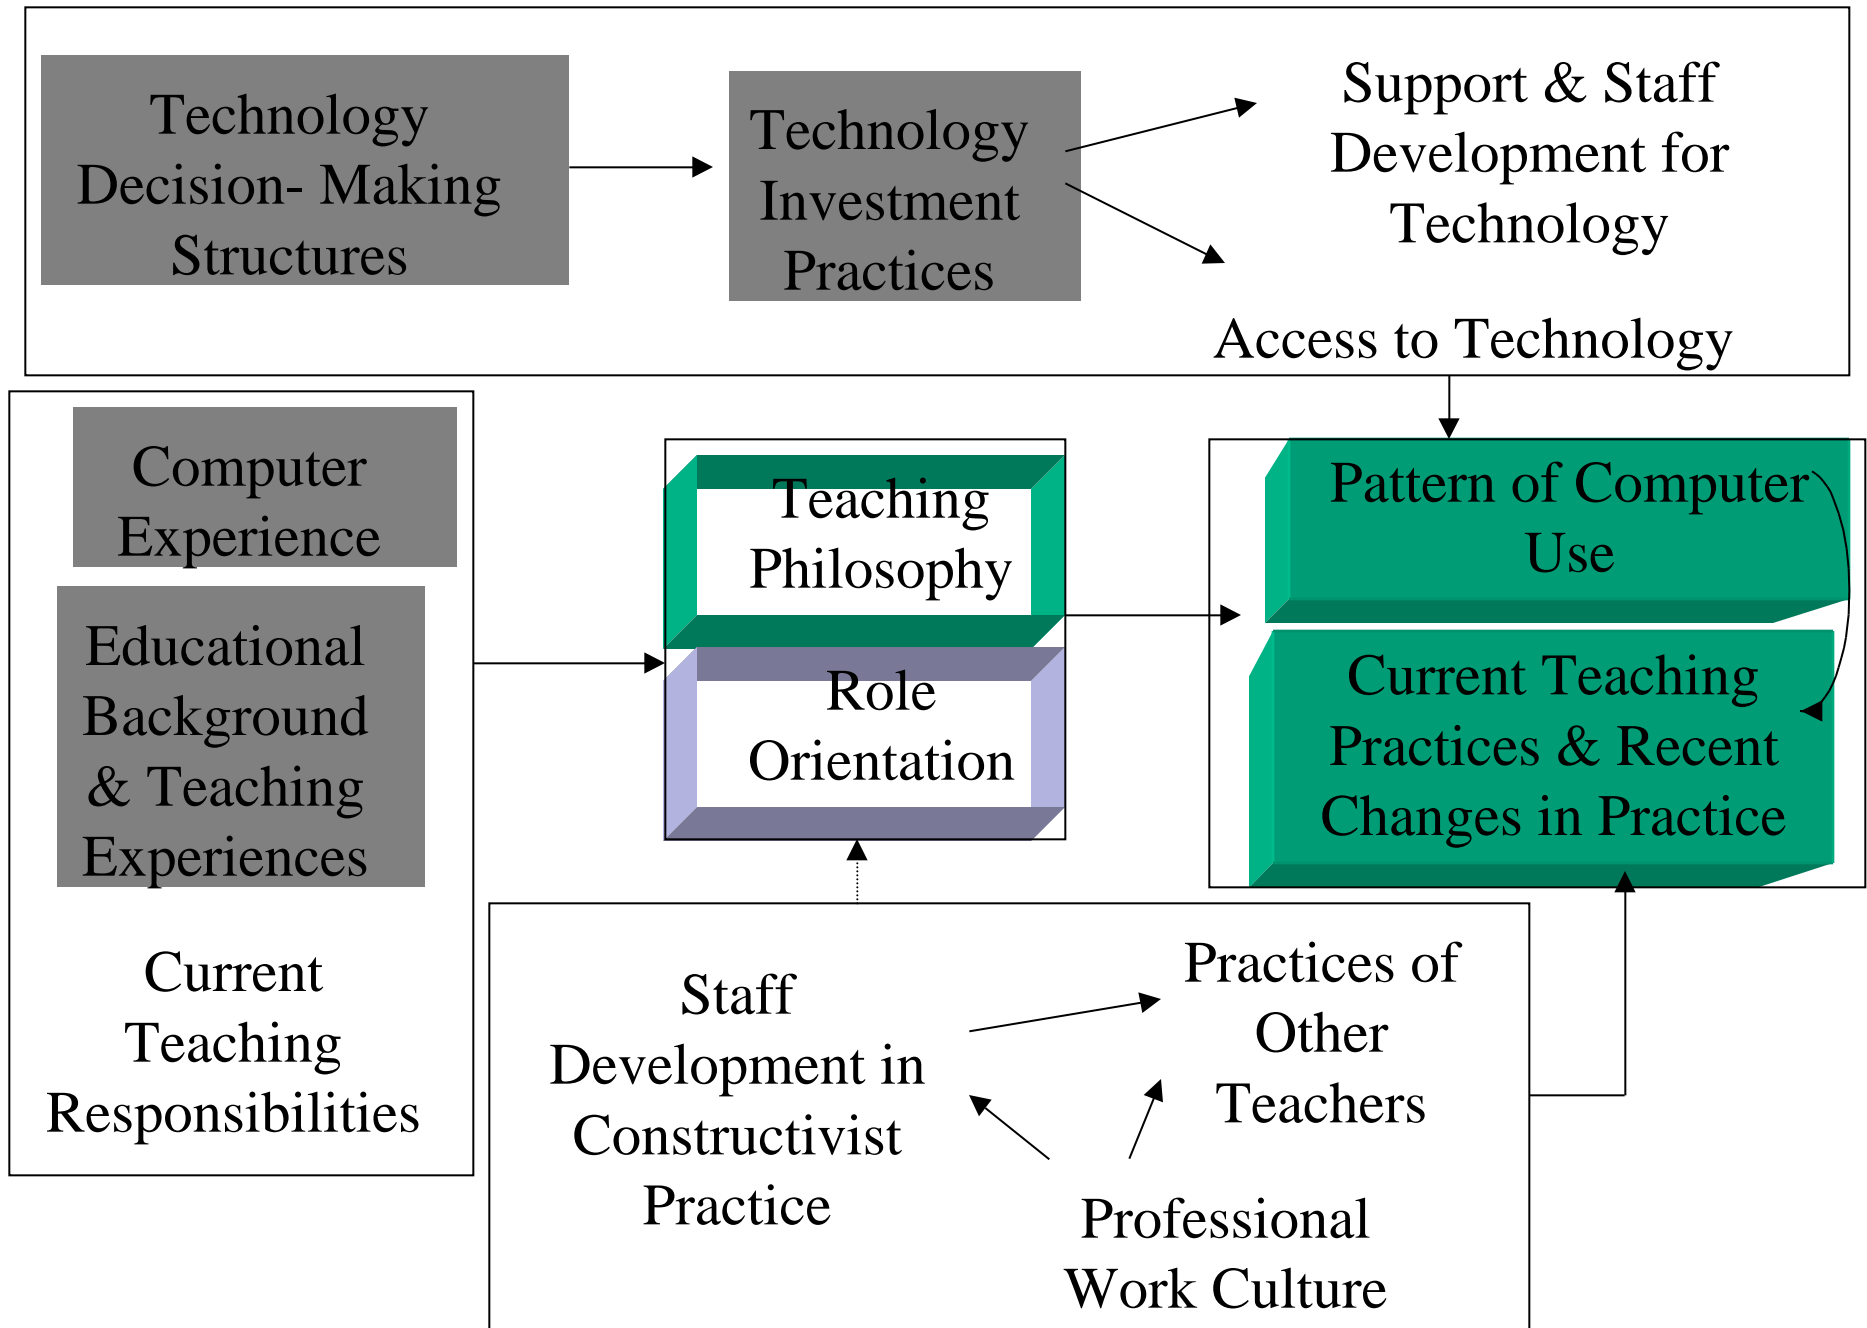 Technology
Decision- Making
Structures
Technology
Investment
Practices
Support & Staff
Development for
Technology
Access to Technology
Computer
Experience
Educational
Background
& Teaching
Experiences
Current
Teaching
Responsibilities
Teaching
Philosophy
Role
Orientation
Pattern of Computer
Use
Current Teaching
Practices & Recent
Changes in Practice
Staff
Development in
Constructivist
Practice
Practices of
Other
Teachers
Professional
Work Culture